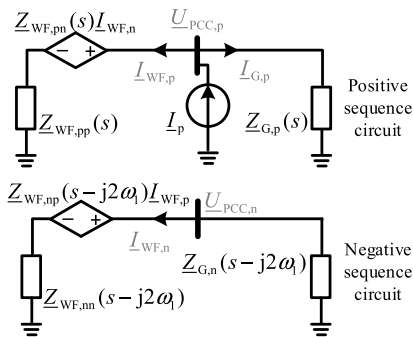 Z_WF,pn(s)I_WF,n
U_PCC,p
− +
I_WF,p
I_G,p
Z_WF,pp(s)
I_p
Z_G,p(s)
Positive
sequence
circuit
Z_WF,np(s−j2ω₁)I_WF,p
U_PCC,n
− +
I_WF,n
Z_G,n(s−j2ω₁)
Z_WF,nn(s−j2ω₁)
Negative
sequence
circuit